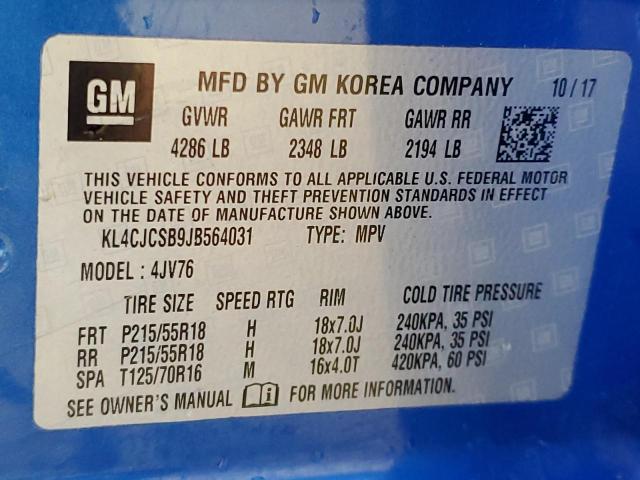 GM
MFD BY GM KOREA COMPANY 10/17
GVWR GAWR FRT GAWR RR
4286 LB 2348 LB 2194 LB
THIS VEHICLE CONFORMS TO ALL APPLICABLE U.S. FEDERAL MOTOR
VEHICLE SAFETY AND THEFT PREVENTION STANDARDS IN EFFECT
ON THE DATE OF MANUFACTURE SHOWN ABOVE.
KL4CJCSB9JB564031 TYPE: MPV
MODEL : 4JV76
TIRE SIZE SPEED RTG RIM COLD TIRE PRESSURE
FRT P215/55R18 H 18x7.0J 240KPA, 35 PSI
RR P215/55R18 H 18x7.0J 240KPA, 35 PSI
SPA T125/70R16 M 16x4.0T 420KPA, 60 PSI
SEE OWNER'S MANUAL FOR MORE INFORMATION.